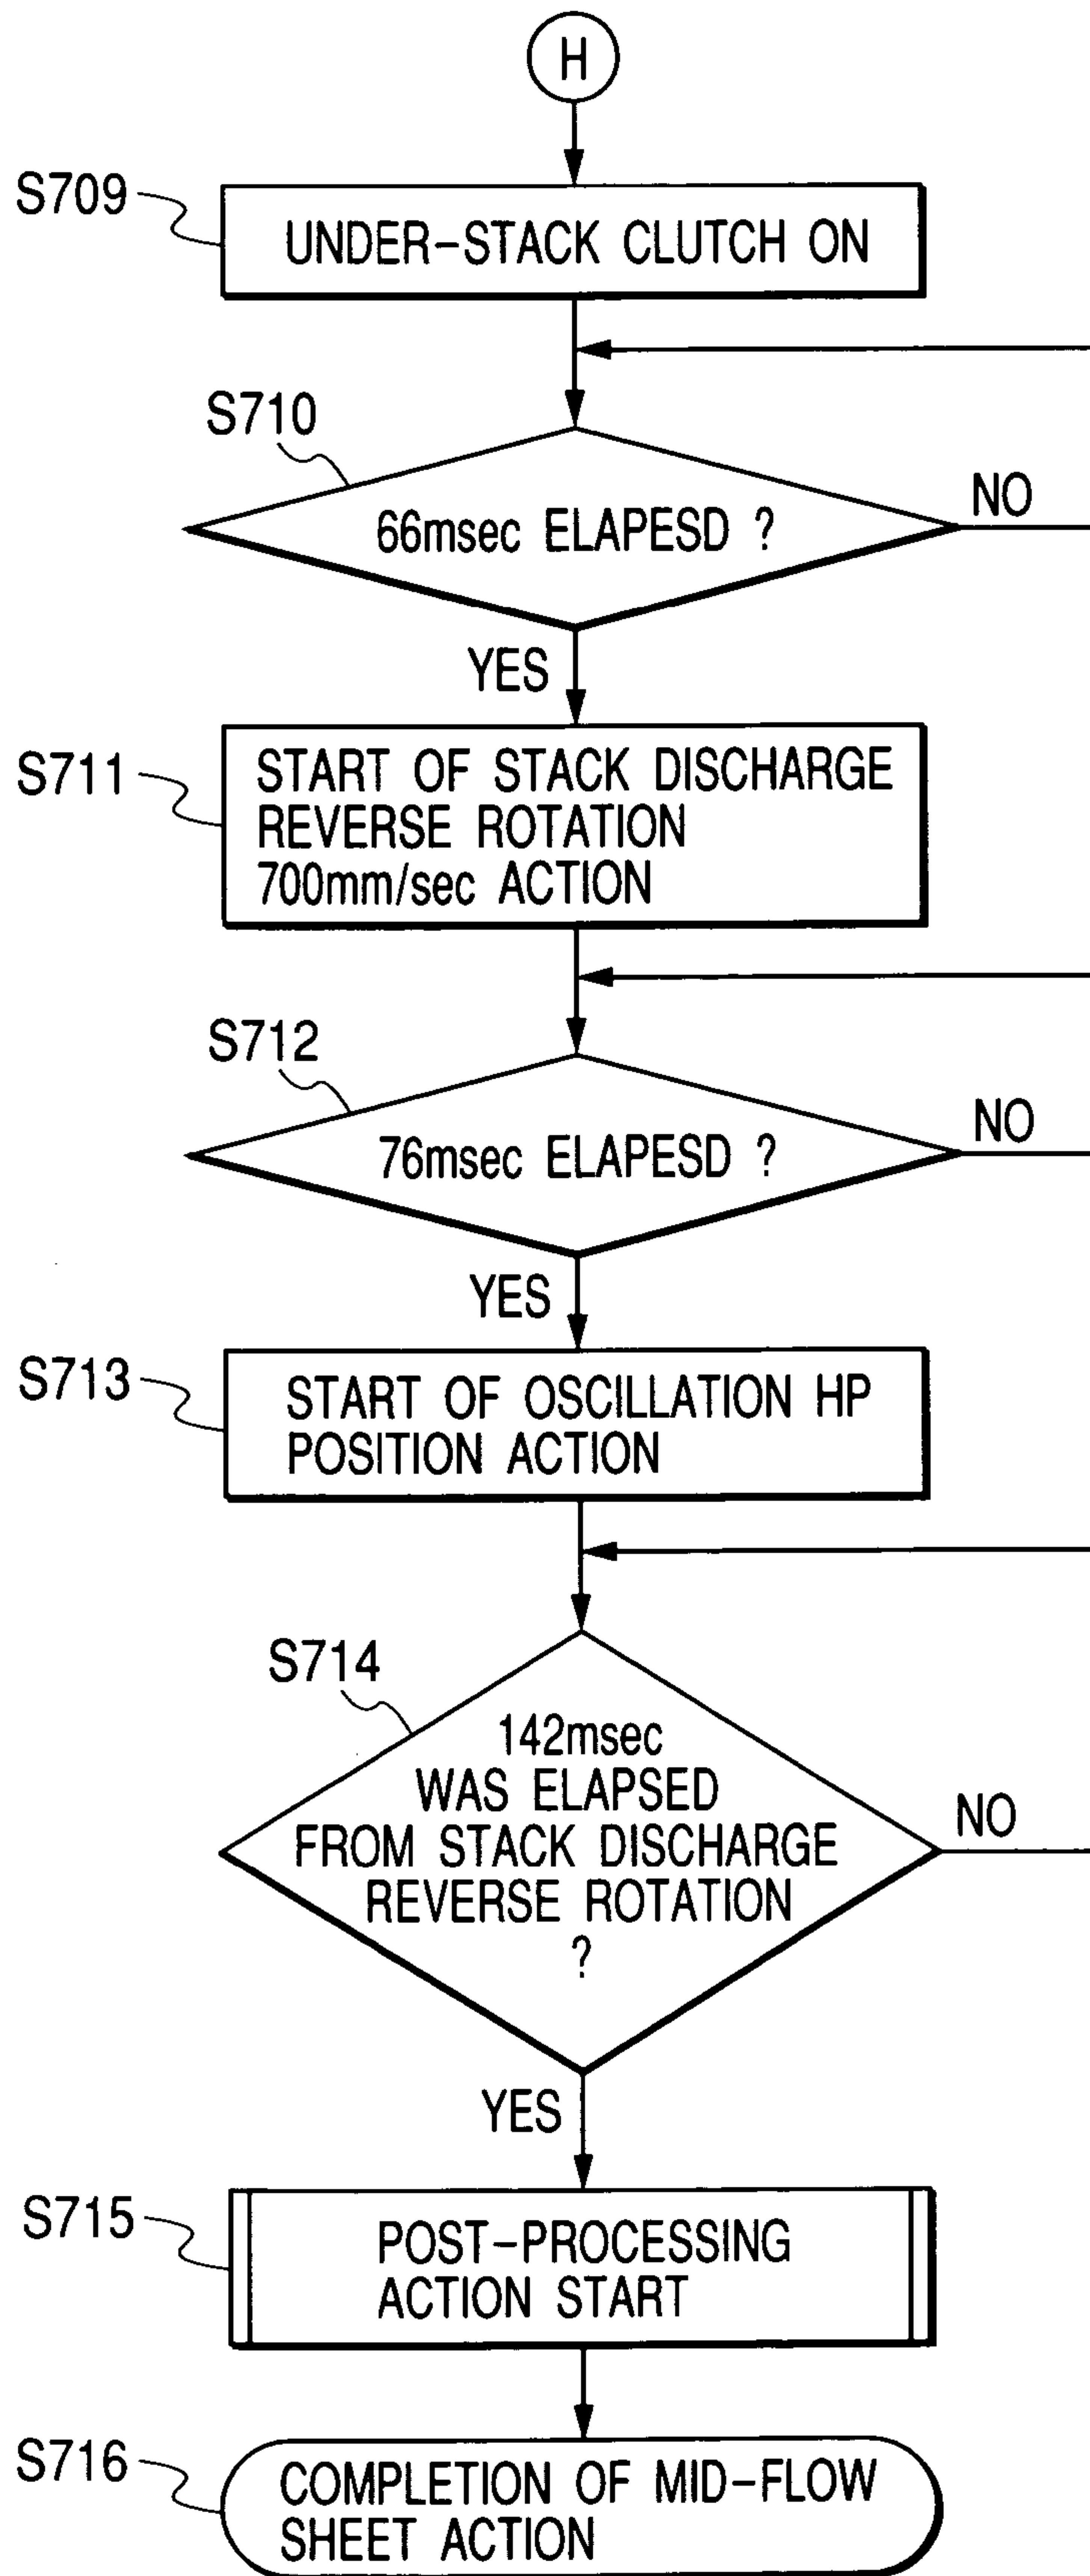 H
S709
UNDER-STACK CLUTCH ON
S710
66msec ELAPESD ?
NO
YES
S711
START OF STACK DISCHARGE
REVERSE ROTATION
700mm/sec ACTION
S712
76msec ELAPESD ?
NO
YES
S713
START OF OSCILLATION HP
POSITION ACTION
S714
142msec
WAS ELAPSED
FROM STACK DISCHARGE
REVERSE ROTATION
?
NO
YES
S715
POST-PROCESSING
ACTION START
S716
COMPLETION OF MID-FLOW
SHEET ACTION